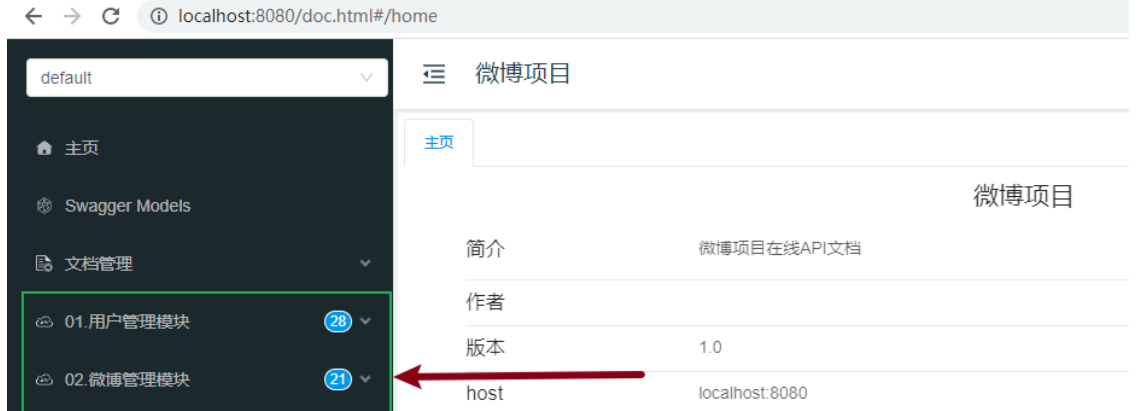 localhost:8080/doc.html#/home
default
微博项目
主页
主页
微博项目
Swagger Models
简介 微博项目在线API文档
文档管理
作者
01.用户管理模块 28
版本 1.0
02.微博管理模块 21
host localhost:8080